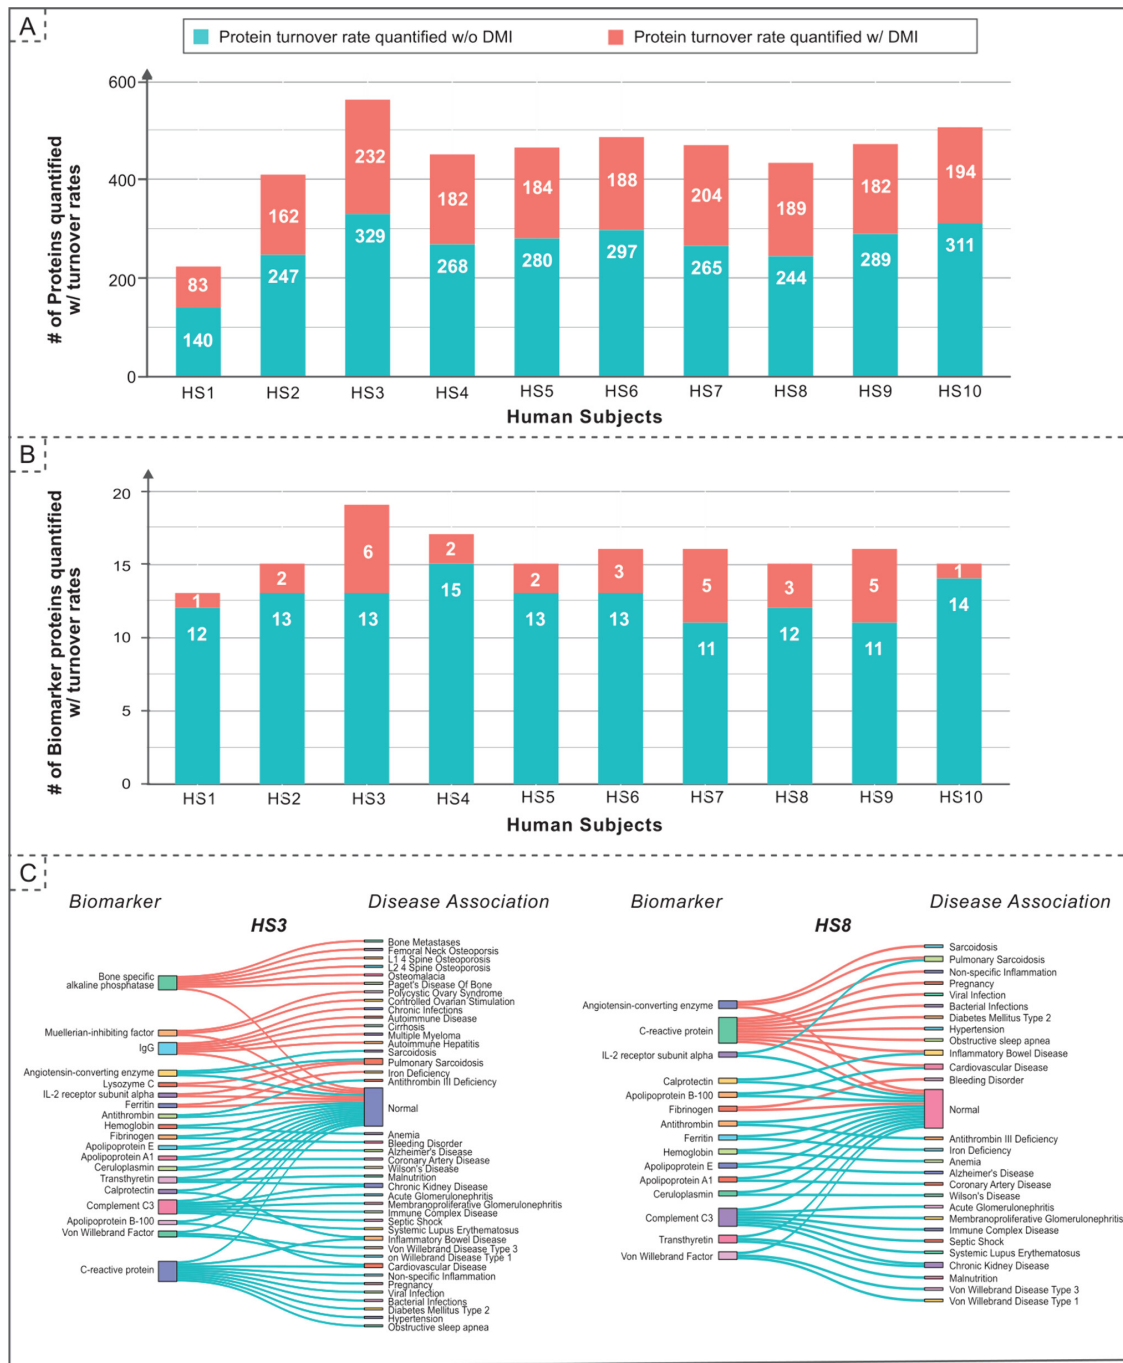 A
Protein turnover rate quantified w/o DMI
Protein turnover rate quantified w/ DMI
# of Proteins quantified
w/ turnover rates
600
400
200
0
232
329
162
247
83
140
182
268
184
280
188
297
204
265
189
244
182
289
194
311
HS1 HS2 HS3 HS4 HS5 HS6 HS7 HS8 HS9 HS10
Human Subjects
B
# of Biomarker proteins quantified
w/ turnover rates
20
15
10
5
0
1
12
2
13
6
13
2
15
2
13
3
13
5
11
3
12
5
11
1
14
HS1 HS2 HS3 HS4 HS5 HS6 HS7 HS8 HS9 HS10
Human Subjects
C
Biomarker
Disease Association
HS3
Bone specific
alkaline phosphatase
Muellerian-inhibiting factor
IgG
Angiotensin-converting enzyme
Lysozyme C
IL-2 receptor subunit alpha
Ferritin
Antithrombin
Hemoglobin
Fibrinogen
Apolipoprotein E
Apolipoprotein A1
Ceruloplasmin
Transthyretin
Calprotectin
Complement C3
Apolipoprotein B-100
Von Willebrand Factor
C-reactive protein
Bone Metastases
Femoral Neck Osteoporsis
L1 4 Spine Osteoporosis
L2 4 Spine Osteoporosis
Osteomalacia
Paget's Disease Of Bone
Polycystic Ovary Syndrome
Controlled Ovarian Stimulation
Chronic Infections
Autoimmune Disease
Cirrhosis
Multiple Myeloma
Autoimmune Hepatitis
Sarcoidosis
Pulmonary Sarcoidosis
Iron Deficiency
Antithrombin III Deficiency
Normal
Anemia
Bleeding Disorder
Alzheimer's Disease
Coronary Artery Disease
Wilson's Disease
Malnutrition
Chronic Kidney Disease
Acute Glomerulonephritis
Membranoproliferative Glomerulonephritis
Immune Complex Disease
Septic Shock
Systemic Lupus Erythematosus
Inflammatory Bowel Disease
Von Willebrand Disease Type 3
on Willebrand Disease Type 1
Cardiovascular Disease
Non-specific Inflammation
Pregnancy
Viral Infection
Bacterial Infections
Diabetes Mellitus Type 2
Hypertension
Obstructive sleep apnea
Biomarker
Disease Association
HS8
Angiotensin-converting enzyme
C-reactive protein
IL-2 receptor subunit alpha
Calprotectin
Apolipoprotein B-100
Fibrinogen
Antithrombin
Ferritin
Hemoglobin
Apolipoprotein E
Apolipoprotein A1
Ceruloplasmin
Complement C3
Transthyretin
Von Willebrand Factor
Sarcoidosis
Pulmonary Sarcoidosis
Non-specific Inflammation
Pregnancy
Viral Infection
Bacterial Infections
Diabetes Mellitus Type 2
Hypertension
Obstructive sleep apnea
Inflammatory Bowel Disease
Cardiovascular Disease
Bleeding Disorder
Normal
Antithrombin III Deficiency
Iron Deficiency
Anemia
Alzheimer's Disease
Coronary Artery Disease
Wilson's Disease
Acute Glomerulonephritis
Membranoproliferative Glomerulonephritis
Immune Complex Disease
Septic Shock
Systemic Lupus Erythematosus
Chronic Kidney Disease
Malnutrition
Von Willebrand Disease Type 3
Von Willebrand Disease Type 1